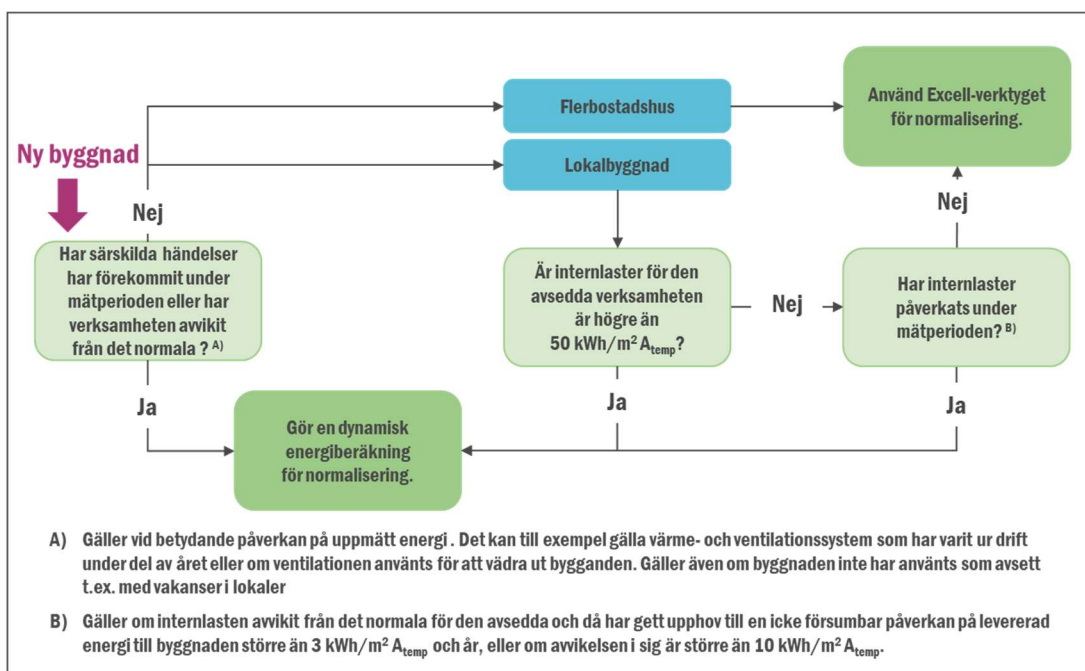 Flerbostadshus
Använd Excell-verktyget
för normalisering.
Ny byggnad
Lokalbyggnad
Nej
Nej
Har särskilda händelser
har förekommit under
mätperioden eller har
verksamheten avvikit
från det normala ? A)
Är internlaster för den
avsedda verksamheten
är högre än
50 kWh/m² Atemp?
Nej
Har internlaster
påverkats under
mätperioden? B)
Ja
Ja
Ja
Gör en dynamisk
energiberäkning
för normalisering.
A) Gäller vid betydande påverkan på uppmätt energi . Det kan till exempel gälla värme- och ventilationssystem som har varit ur drift
under del av året eller om ventilationen använts för att vädra ut bygganden. Gäller även om byggnaden inte har använts som avsett
t.ex. med vakanser i lokaler
B) Gäller om internlasten avvikit från det normala för den avsedda och då har gett upphov till en icke försumbar påverkan på levererad
energi till byggnaden större än 3 kWh/m² Atemp och år, eller om avvikelsen i sig är större än 10 kWh/m² Atemp.